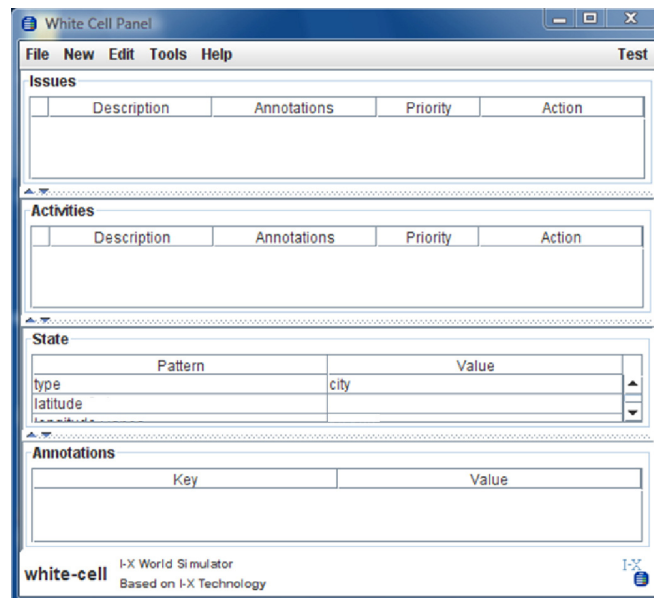 White Cell Panel
File New Edit Tools Help Test
Issues
Description Annotations Priority Action
Activities
Description Annotations Priority Action
State
Pattern Value
type city
latitude
Annotations
Key Value
white-cell
I-X World Simulator
Based on I-X Technology
I-X